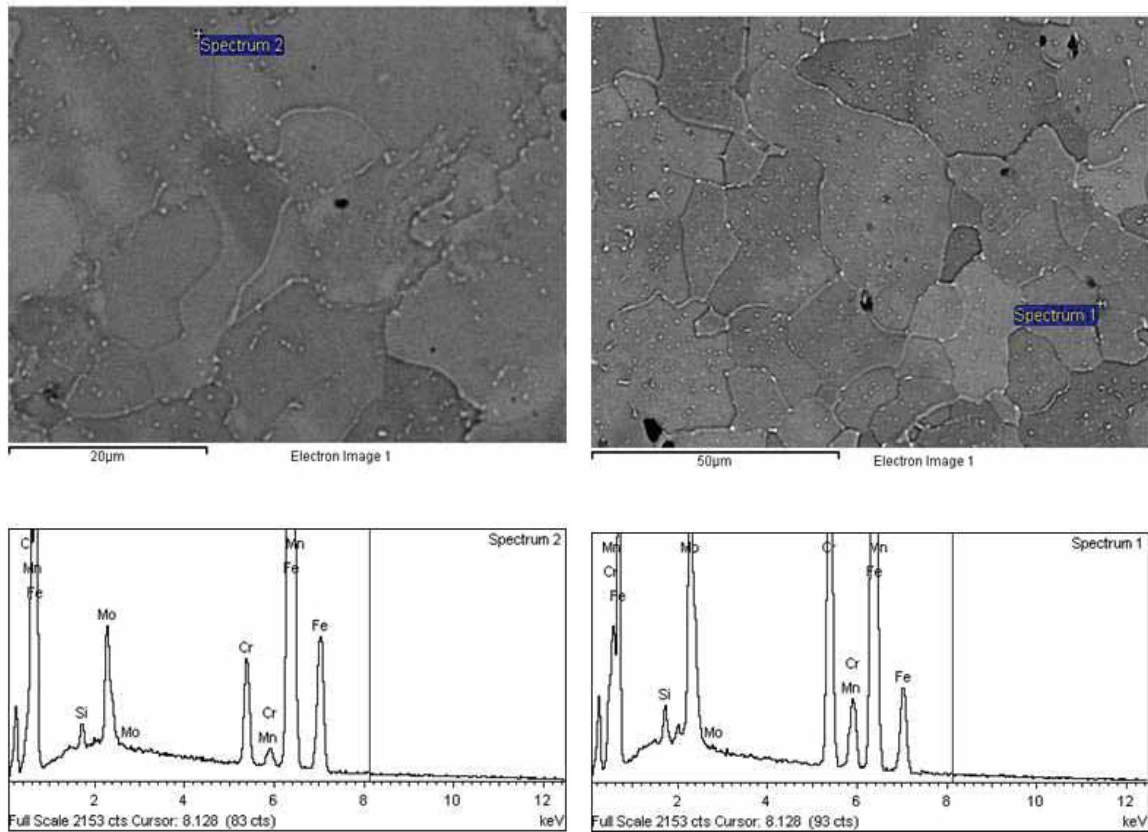 Spectrum 2
20µm
Electron Image 1
Spectrum 1
50µm
Electron Image 1
Spectrum 2
C
Mn
Fe
Si
Mo
Mo
Cr
Cr
Mn
Mn
Fe
Fe
2
4
6
8
10
12
Full Scale 2153 cts Cursor: 8.128 (83 cts)
keV
Spectrum 1
Mn
Cr
Fe
Si
Mo
Mo
Cr
Cr
Mn
Mn
Fe
Fe
2
4
6
8
10
12
Full Scale 2153 cts Cursor: 8.128 (93 cts)
keV